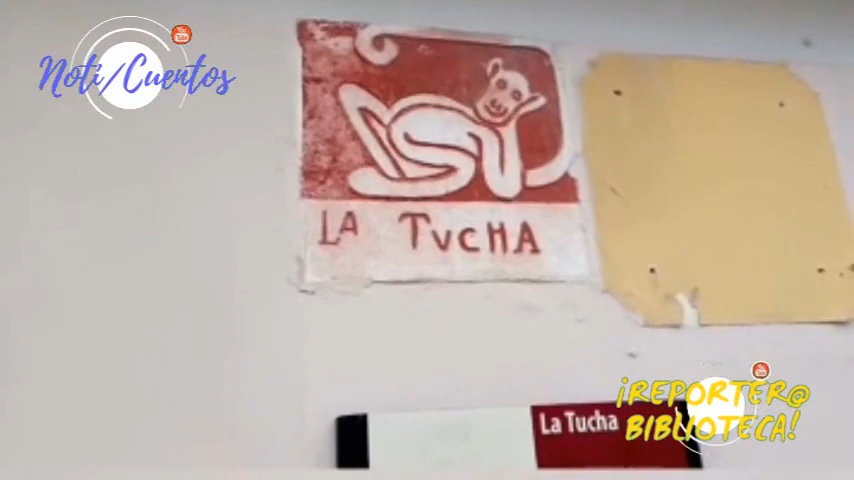 Noti/Cuentos
LA TUCHA
La Tucha
¡REPORTER@
BIBLIOTECA!